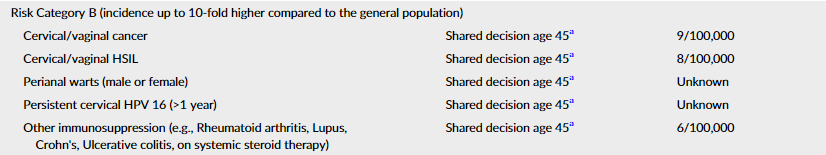 Risk Category B (incidence up to 10-fold higher compared to the general population)
Cervical/vaginal cancer Shared decision age 45a 9/100,000
Cervical/vaginal HSIL Shared decision age 45a 8/100,000
Perianal warts (male or female) Shared decision age 45a Unknown
Persistent cervical HPV 16 (>1 year) Shared decision age 45a Unknown
Other immunosuppression (e.g., Rheumatoid arthritis, Lupus, Shared decision age 45a 6/100,000
Crohn's, Ulcerative colitis, on systemic steroid therapy)